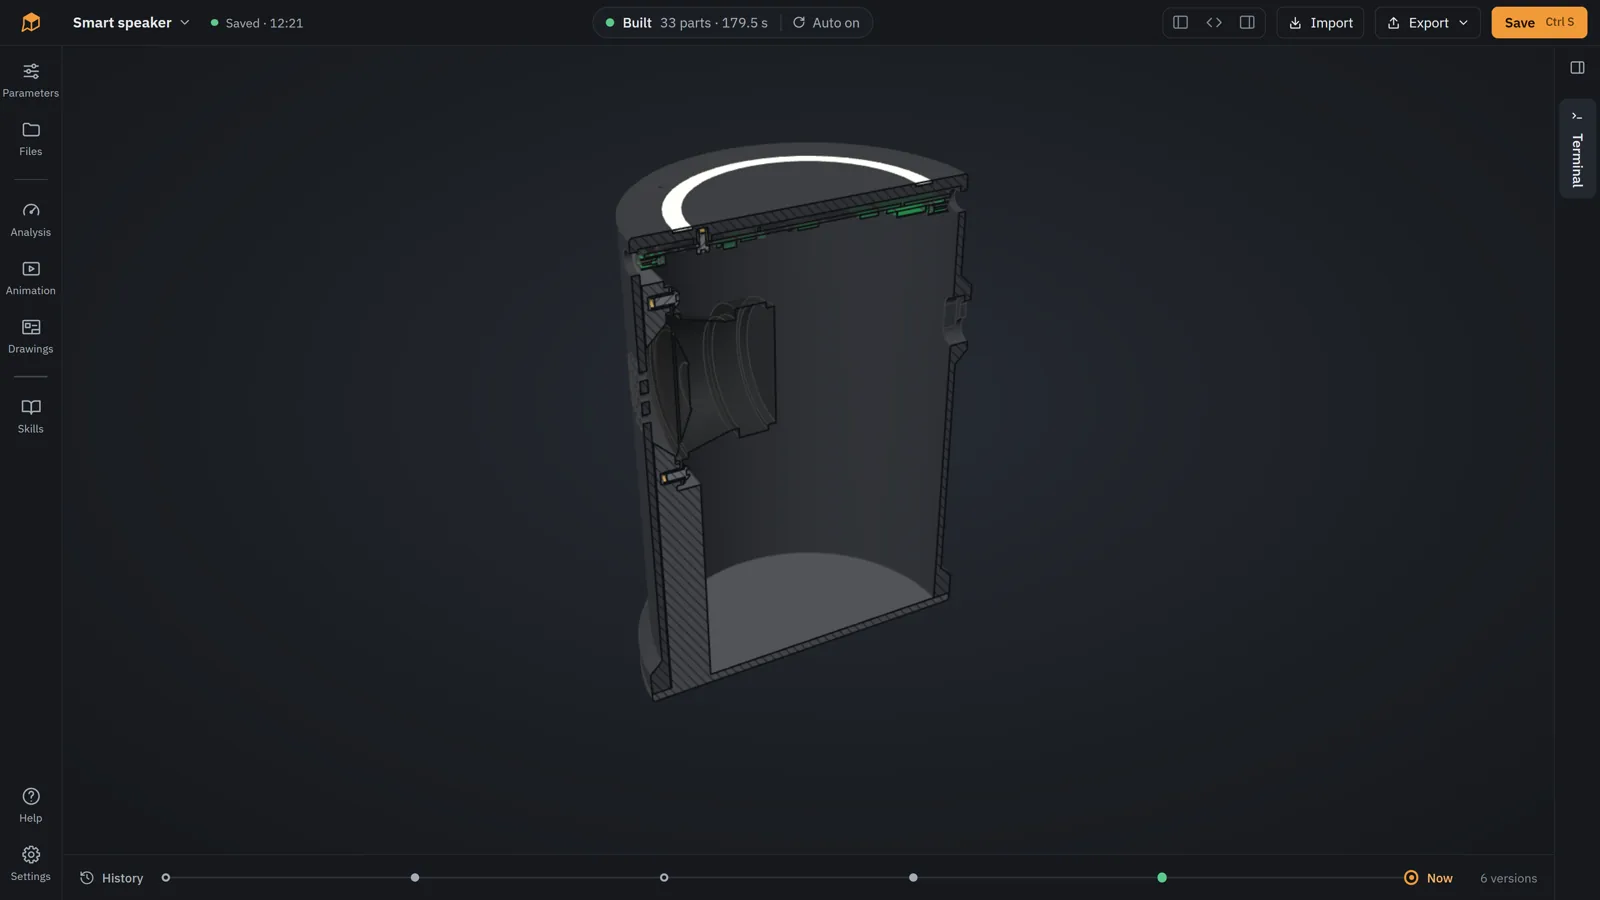 Smart speaker
Saved · 12:21
Built 33 parts · 179.5 s
Auto on
Import
Export
Save Ctrl S
Parameters
Files
Analysis
Animation
Drawings
Skills
Help
Settings
Terminal
History
Now
6 versions